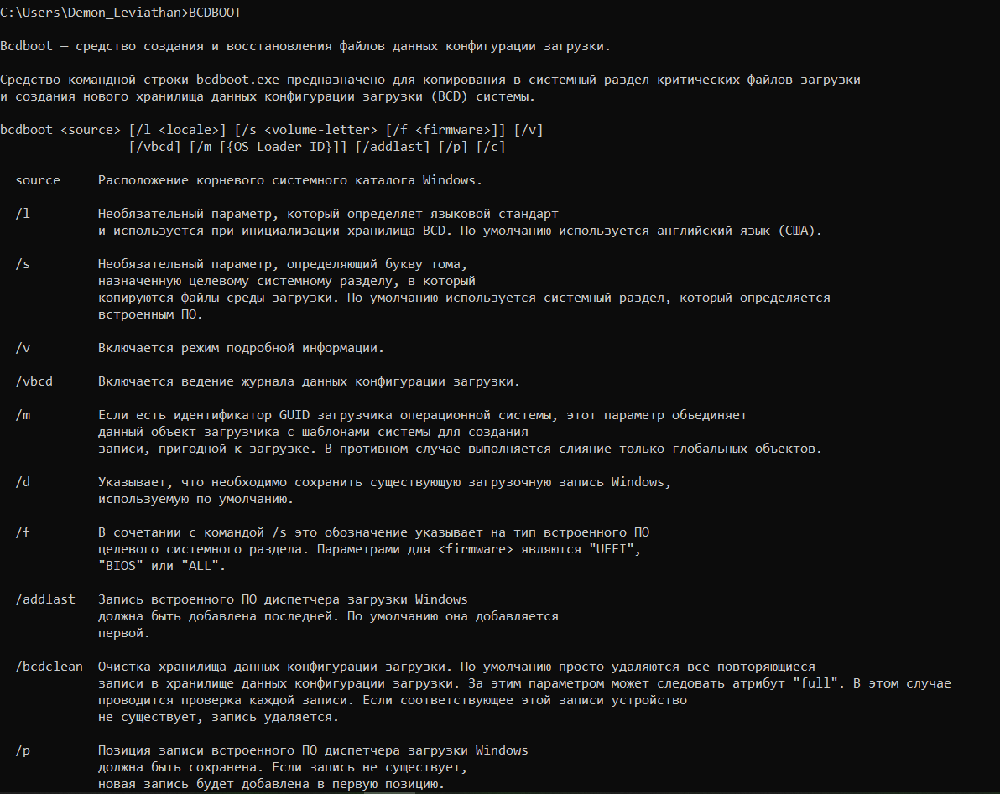 C:\Users\Demon_Leviathan>BCDBOOT
Bcdboot — средство создания и восстановления файлов данных конфигурации загрузки.
Средство командной строки bcdboot.exe предназначено для копирования в системный раздел критических файлов загрузки
и создания нового хранилища данных конфигурации загрузки (BCD) системы.
bcdboot <source> [/l <locale>] [/s <volume-letter> [/f <firmware>]] [/v]
[/vbcd] [/m [{OS Loader ID}]] [/addlast] [/p] [/c]
source Расположение корневого системного каталога Windows.
/l Необязательный параметр, который определяет языковой стандарт
и используется при инициализации хранилища BCD. По умолчанию используется английский язык (США).
/s Необязательный параметр, определяющий букву тома,
назначенную целевому системному разделу, в который
копируются файлы среды загрузки. По умолчанию используется системный раздел, который определяется
встроенным ПО.
/v Включается режим подробной информации.
/vbcd Включается ведение журнала данных конфигурации загрузки.
/m Если есть идентификатор GUID загрузчика операционной системы, этот параметр объединяет
данный объект загрузчика с шаблонами системы для создания
записи, пригодной к загрузке. В противном случае выполняется слияние только глобальных объектов.
/d Указывает, что необходимо сохранить существующую загрузочную запись Windows,
используемую по умолчанию.
/f В сочетании с командой /s это обозначение указывает на тип встроенного ПО
целевого системного раздела. Параметрами для <firmware> являются "UEFI",
"BIOS" или "ALL".
/addlast Запись встроенного ПО диспетчера загрузки Windows
должна быть добавлена последней. По умолчанию она добавляется
первой.
/bcdclean Очистка хранилища данных конфигурации загрузки. По умолчанию просто удаляются все повторяющиеся
записи в хранилище данных конфигурации загрузки. За этим параметром может следовать атрибут "full". В этом случае
проводится проверка каждой записи. Если соответствующее этой записи устройство
не существует, запись удаляется.
/p Позиция записи встроенного ПО диспетчера загрузки Windows
должна быть сохранена. Если запись не существует,
новая запись будет добавлена в первую позицию.